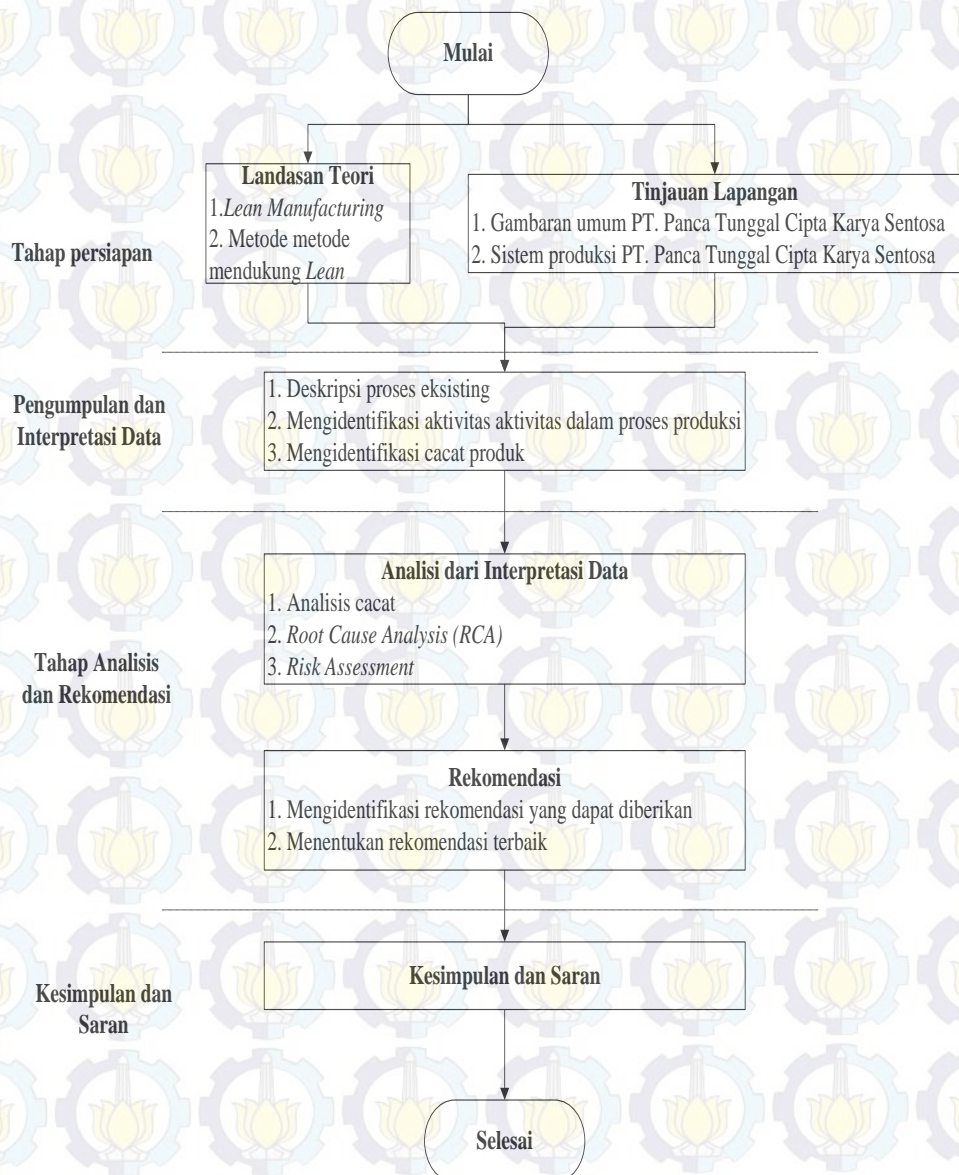 Mulai
Landasan Teori
1.Lean Manufacturing
2. Metode metode
mendukung Lean
Tinjauan Lapangan
1. Gambaran umum PT. Panca Tunggal Cipta Karya Sentosa
2. Sistem produksi PT. Panca Tunggal Cipta Karya Sentosa
Tahap persiapan
Pengumpulan dan
Interpretasi Data
1. Deskripsi proses eksisting
2. Mengidentifikasi aktivitas aktivitas dalam proses produksi
3. Mengidentifikasi cacat produk
Tahap Analisis
dan Rekomendasi
Analisi dari Interpretasi Data
1. Analisis cacat
2. Root Cause Analysis (RCA)
3. Risk Assessment
Rekomendasi
1. Mengidentifikasi rekomendasi yang dapat diberikan
2. Menentukan rekomendasi terbaik
Kesimpulan dan
Saran
Kesimpulan dan Saran
Selesai